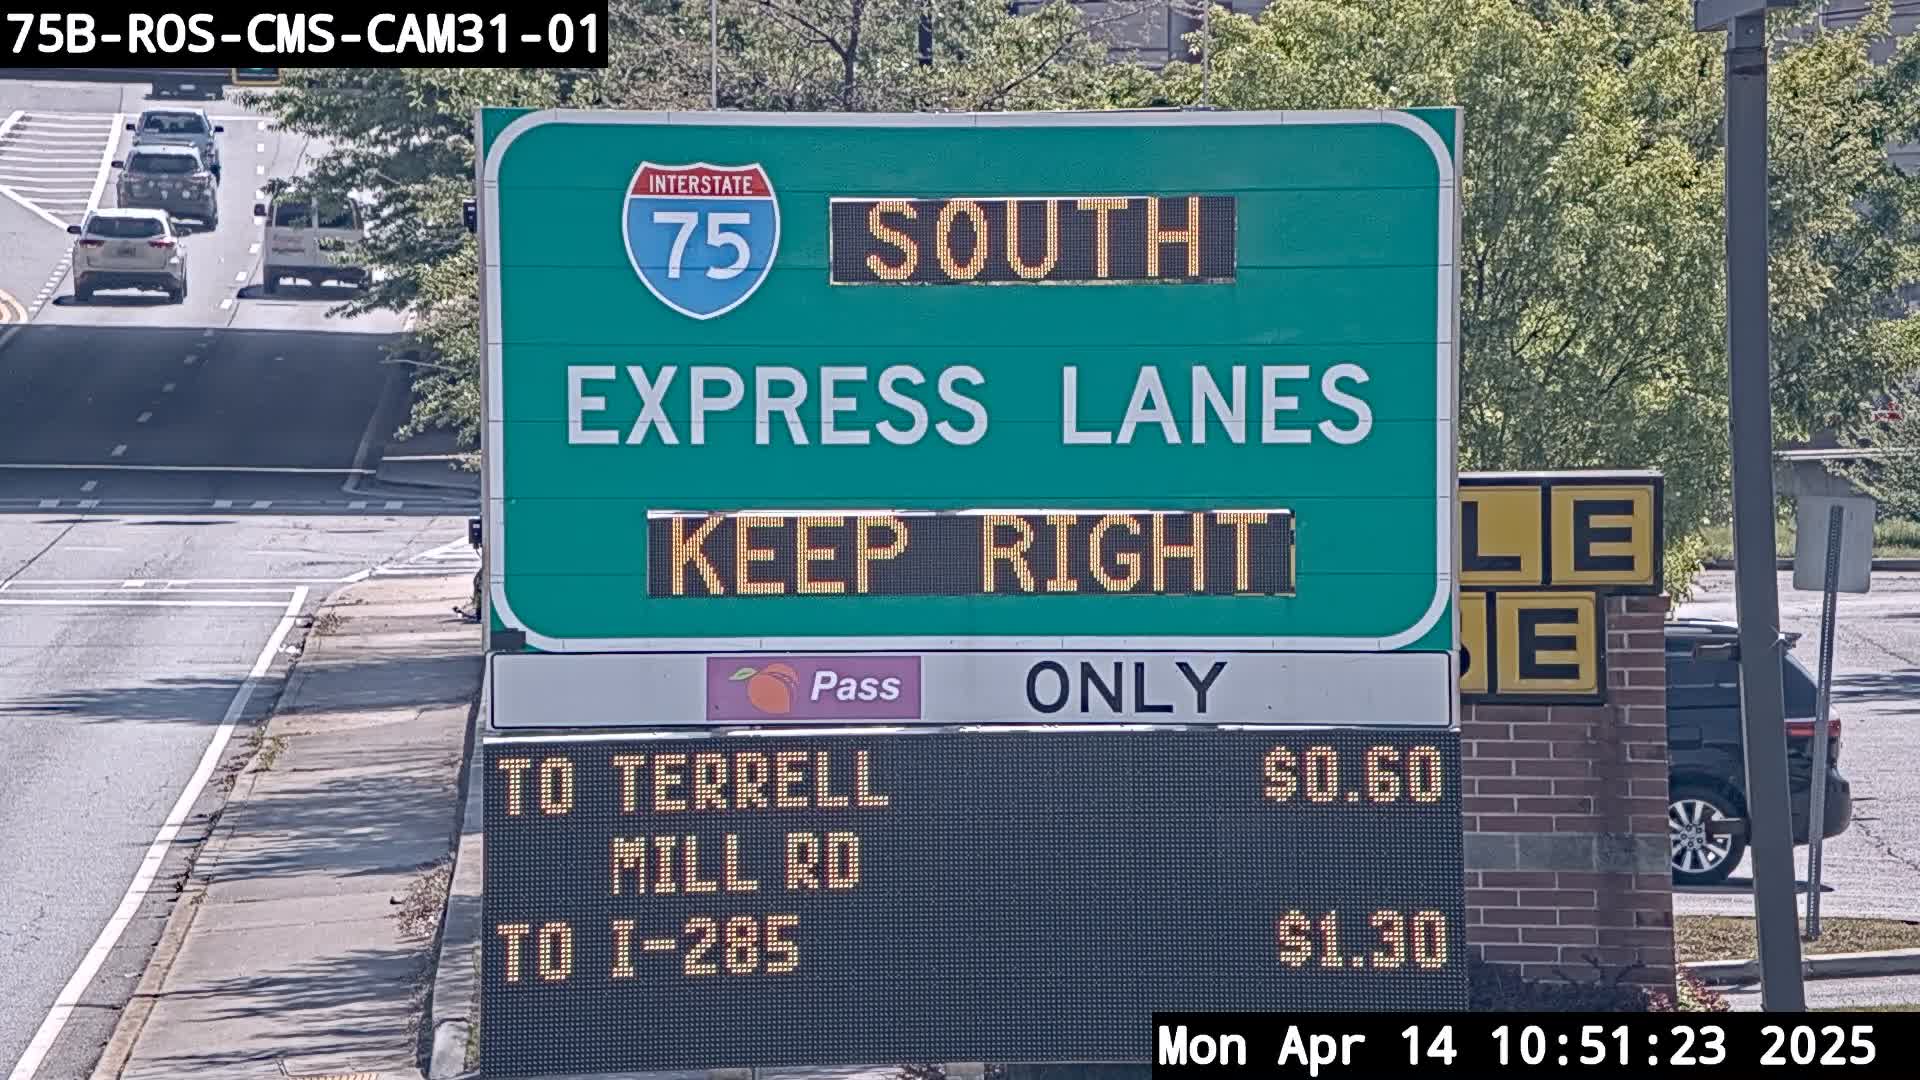 75B-ROS-CMS-CAM31-01
INTERSTATE
75
SOUTH
EXPRESS LANES
KEEP RIGHT
LE
E
Pass ONLY
TO TERRELL $0.60
MILL RD
TO I-285 $1.30
Mon Apr 14 10:51:23 2025